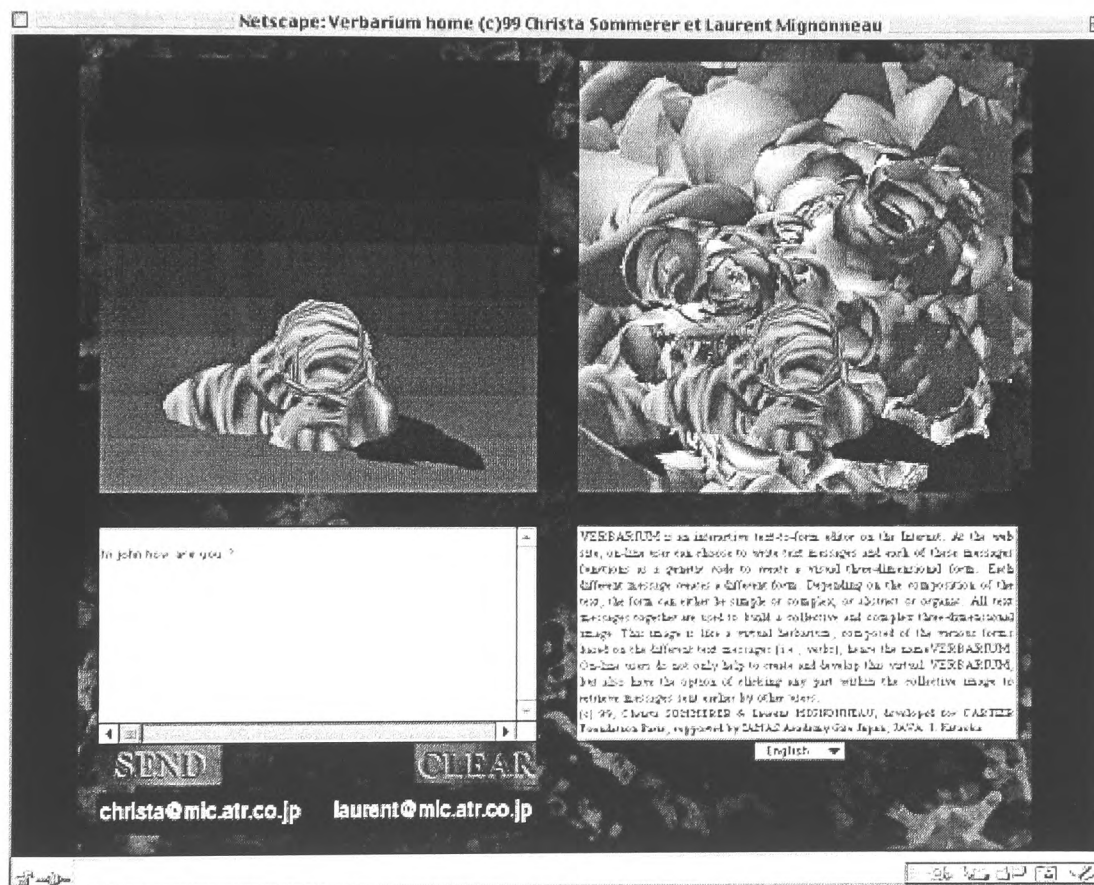 Netscape: Verbarium home (c)99 Christa Sommerer et Laurent Mignonneau
hi john how are you ?
VERBARIUM is an interactive text-to-form editor on the Internet. At the web
site, on-line user can choose to write text messages and each of these messages
functions as a genetic code to create a visual three-dimensional form. Each
different message creates a different form. Depending on the composition of the
text, the form can either be simple or complex, or abstract or organic. All text
messages together are used to build a collective and complex three-dimensional
image. This image is like a virtual herbarium, composed of the various forms
based on the different text messages (i.e., verbs), hence the name VERBARIUM.
On-line users do not only help to create and develop this virtual VERBARIUM,
but also have the option of clicking any part within the collective image to
retrieve messages sent earlier by other users.
(c) 99, Christa SOMMERER & Laurent MIGNONNEAU, developed for CARTIER
Foundation Paris, supported by IAMAS Academy Gifu Japan, JAVA:
English
SEND CLEAR
christa@mic.atr.co.jp laurent@mic.atr.co.jp